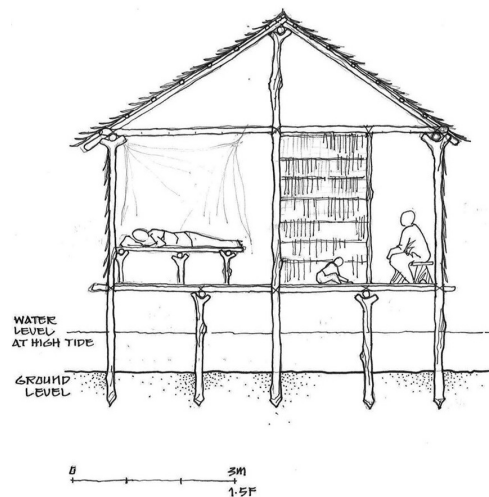 WATER
LEVEL
AT HIGH TIDE
GROUND
LEVEL
0 3M
1.5F